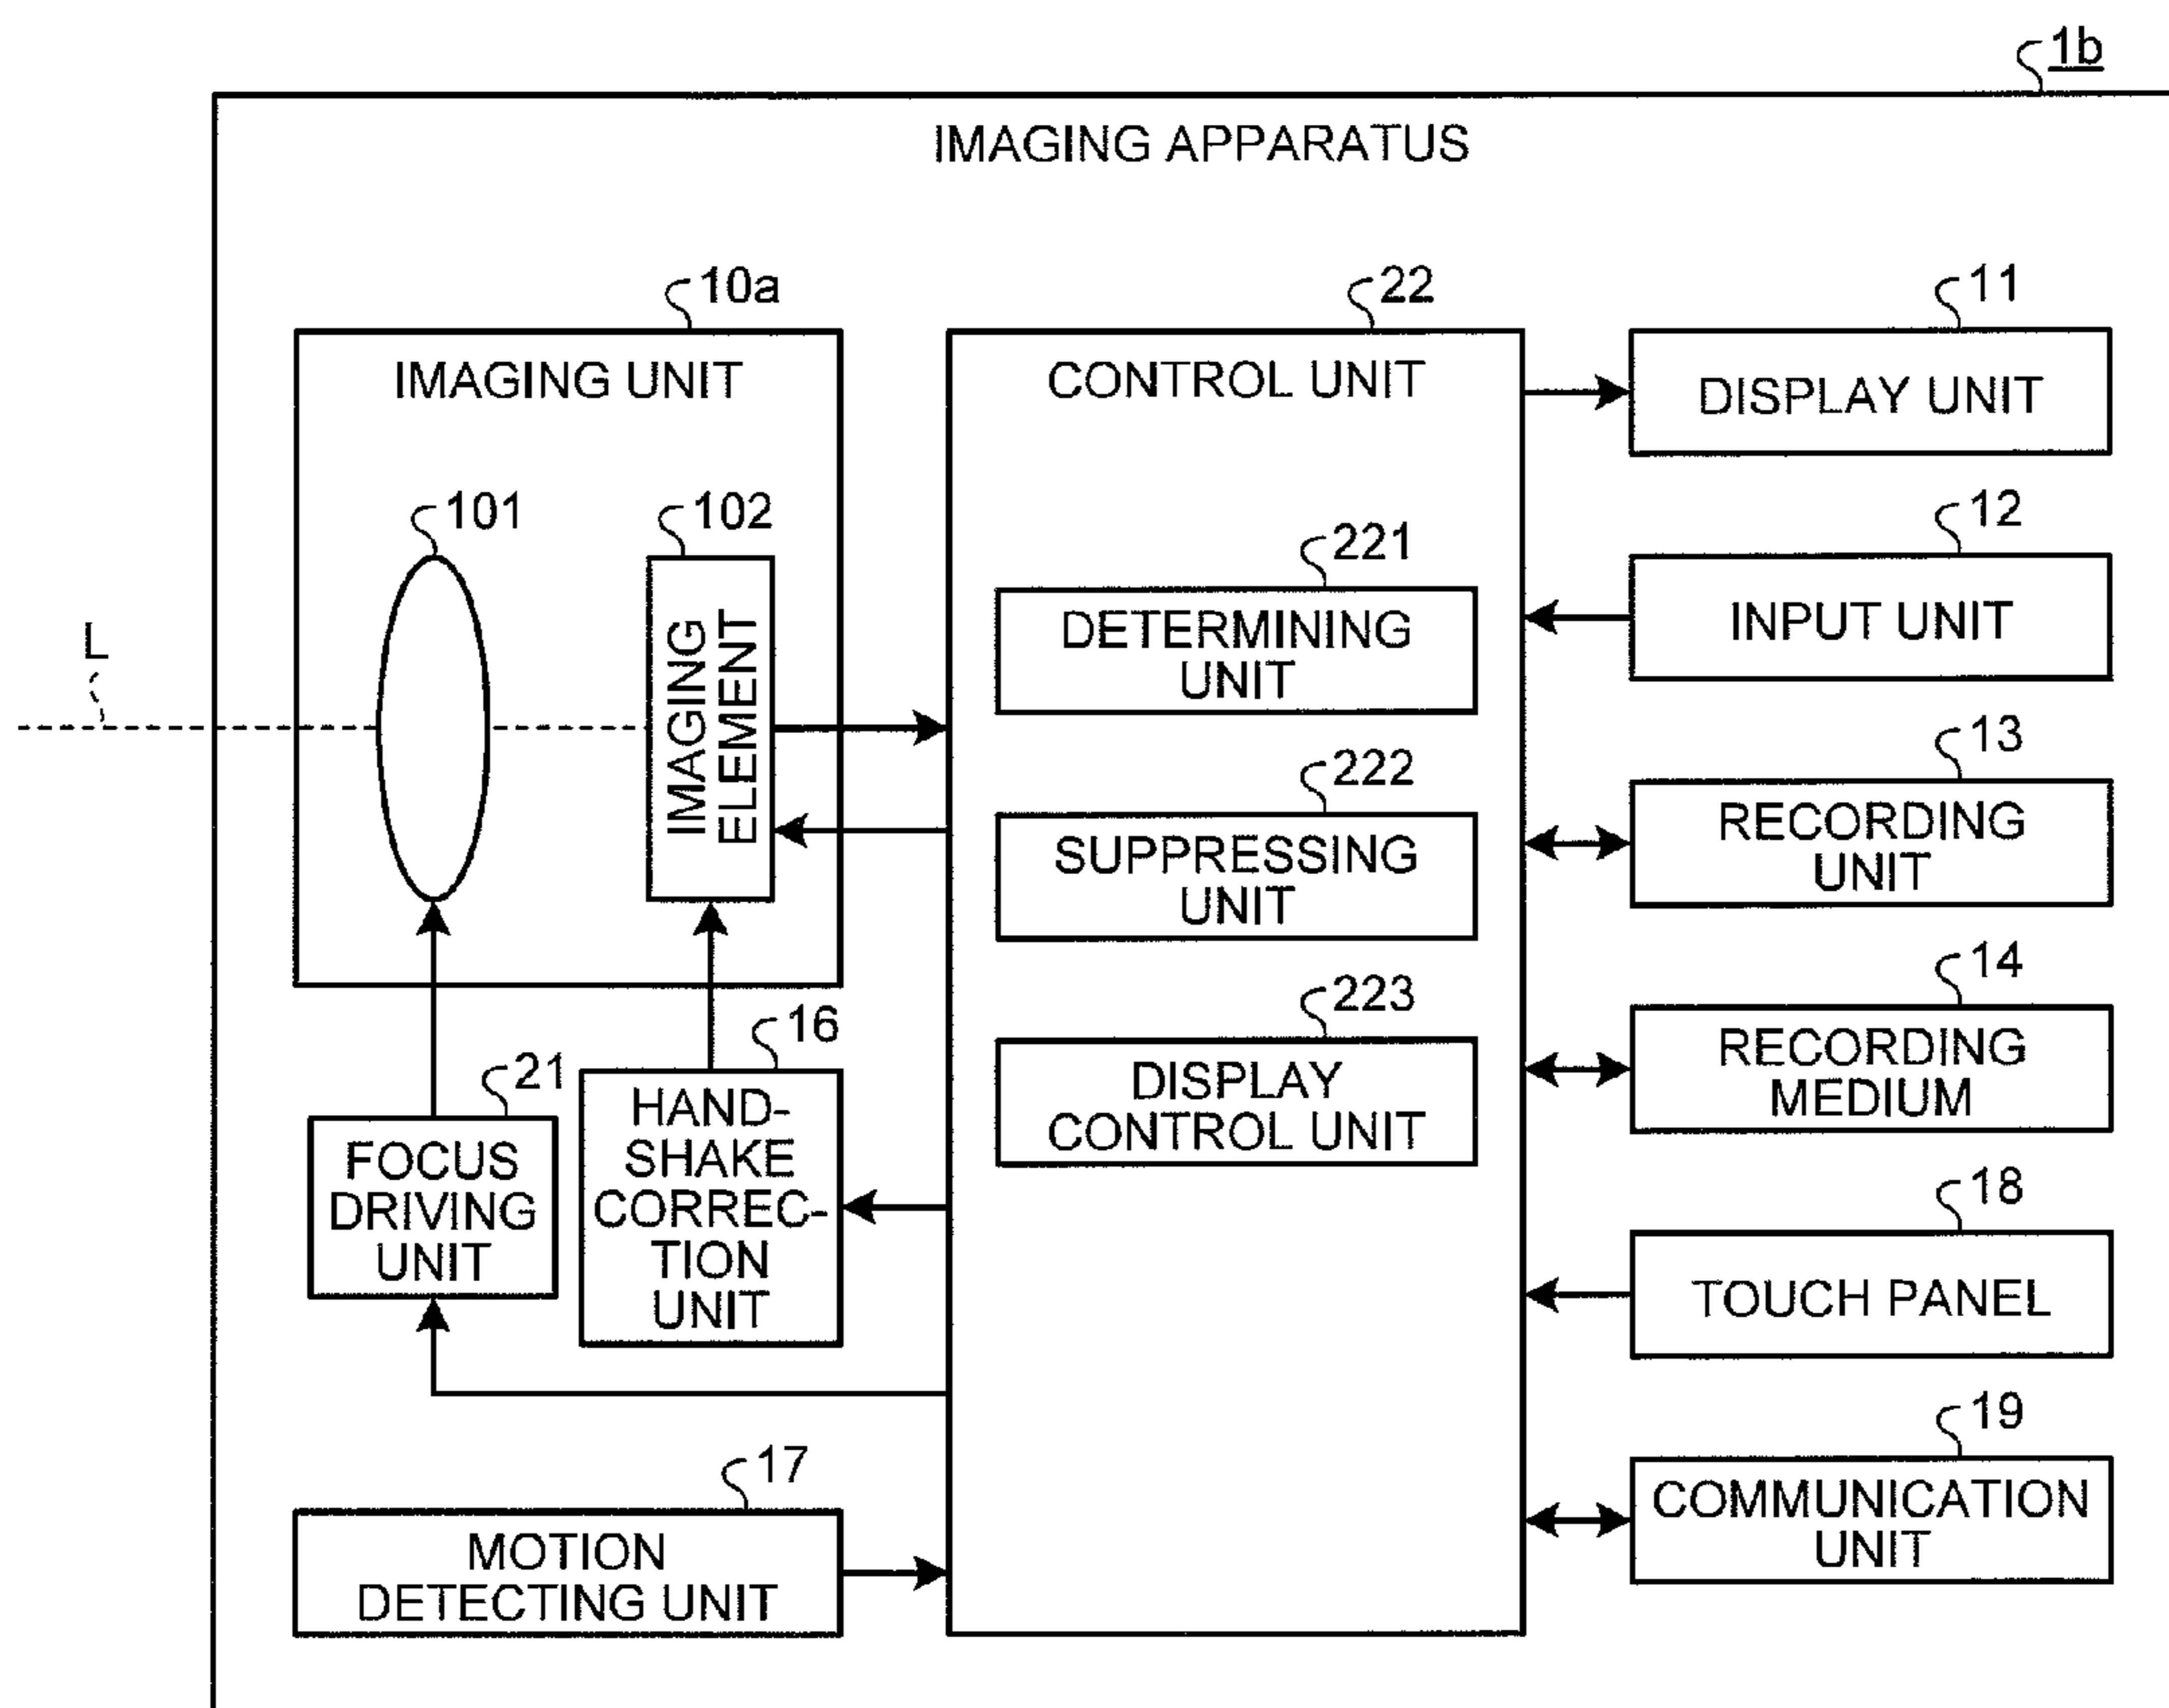 1b
IMAGING APPARATUS
10a
IMAGING UNIT
101
102
IMAGING
ELEMENT
L
21
FOCUS
DRIVING
UNIT
16
HAND-
SHAKE
CORREC-
TION
UNIT
17
MOTION
DETECTING UNIT
22
CONTROL UNIT
221
DETERMINING
UNIT
222
SUPPRESSING
UNIT
223
DISPLAY
CONTROL UNIT
11
DISPLAY UNIT
12
INPUT UNIT
13
RECORDING
UNIT
14
RECORDING
MEDIUM
18
TOUCH PANEL
19
COMMUNICATION
UNIT